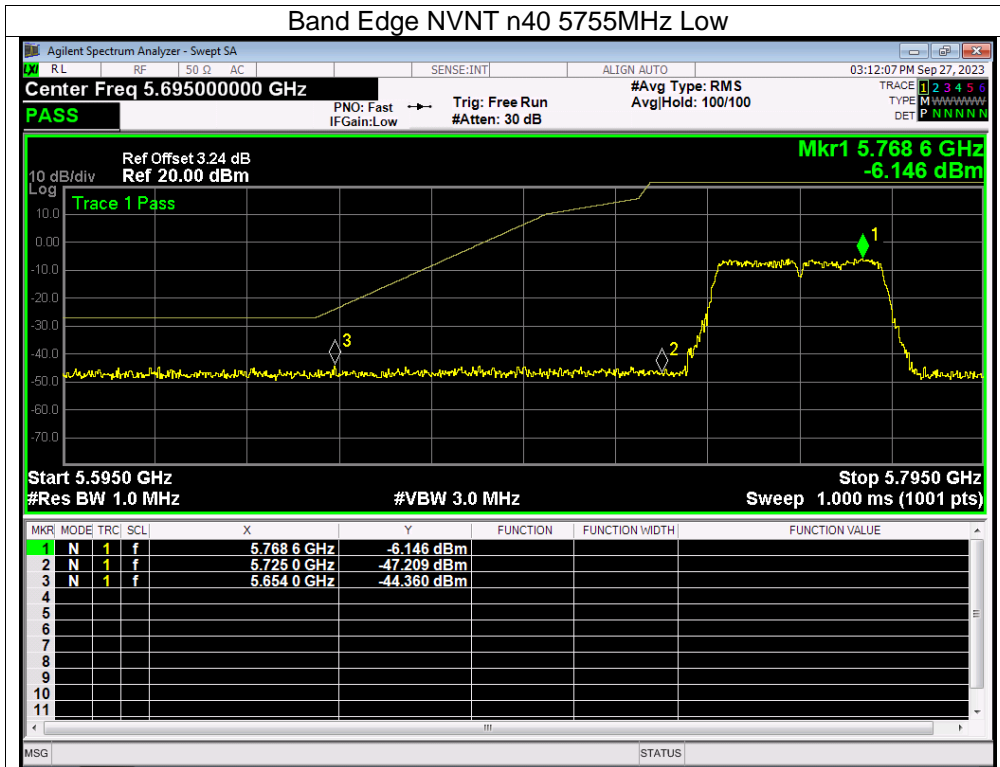 Band Edge NVNT n40 5755MHz Low
Agilent Spectrum Analyzer - Swept SA
LXI RL RF 50 Ω AC SENSE:INT ALIGN AUTO 03:12:07 PM Sep 27, 2023
Center Freq 5.695000000 GHz
PASS
PNO: Fast
IFGain:Low
Trig: Free Run
#Atten: 30 dB
#Avg Type: RMS
Avg|Hold: 100/100
TRACE 1 2 3 4 5 6
TYPE M WWWWW
DET P N N N N N
Mkr1 5.768 6 GHz
-6.146 dBm
Ref Offset 3.24 dB
10 dB/div Ref 20.00 dBm
Log
Trace 1 Pass
10.0
0.00
-10.0
-20.0
-30.0
-40.0
-50.0
-60.0
-70.0
1
2
3
Start 5.5950 GHz Stop 5.7950 GHz
#Res BW 1.0 MHz #VBW 3.0 MHz Sweep 1.000 ms (1001 pts)
MKR MODE TRC SCL X Y FUNCTION FUNCTION WIDTH FUNCTION VALUE
1 N 1 f 5.768 6 GHz -6.146 dBm
2 N 1 f 5.725 0 GHz -47.209 dBm
3 N 1 f 5.654 0 GHz -44.360 dBm
4
5
6
7
8
9
10
11
MSG STATUS